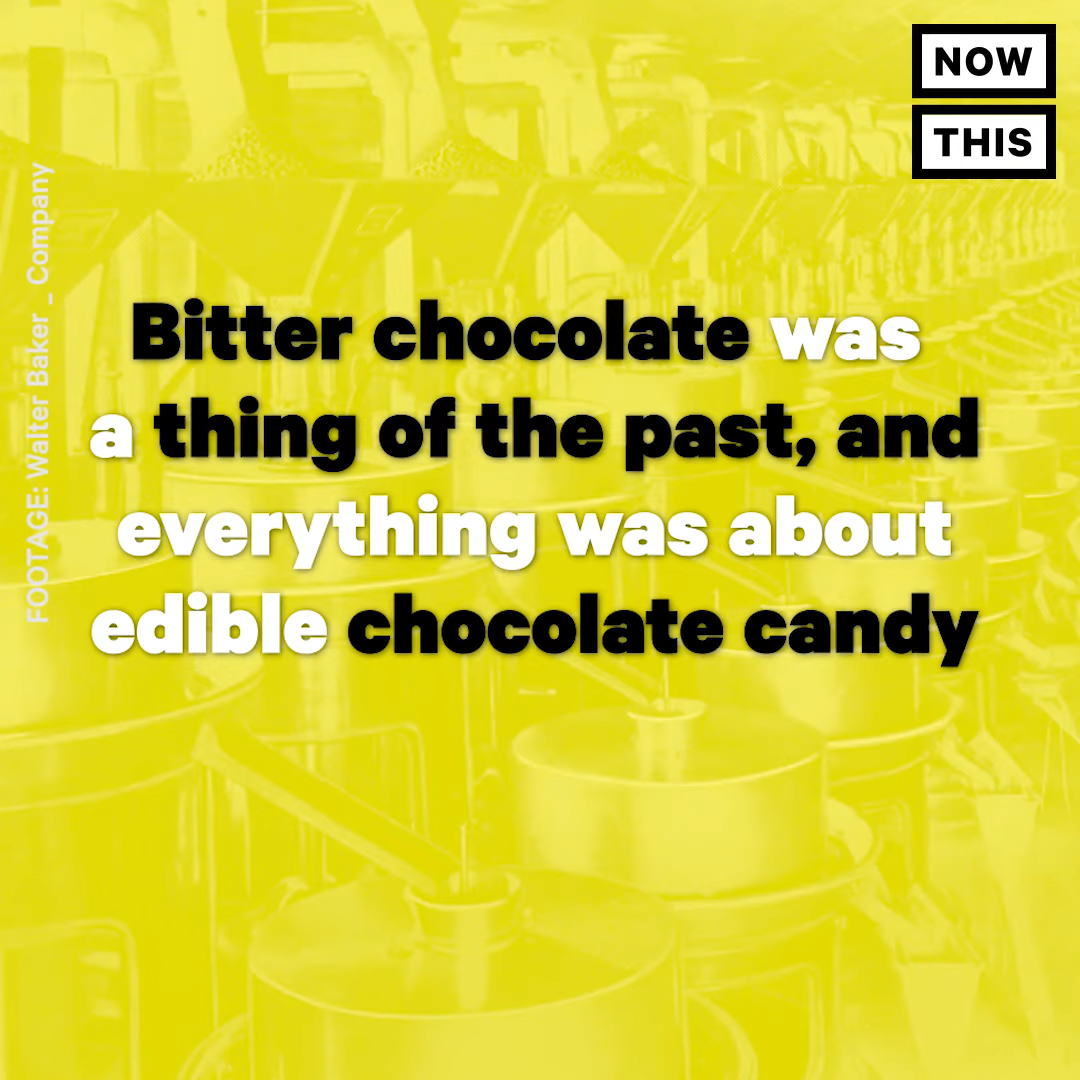 NOW
THIS
FOOTAGE: Walter Baker _ Company
Bitter chocolate was
a thing of the past, and
everything was about
edible chocolate candy